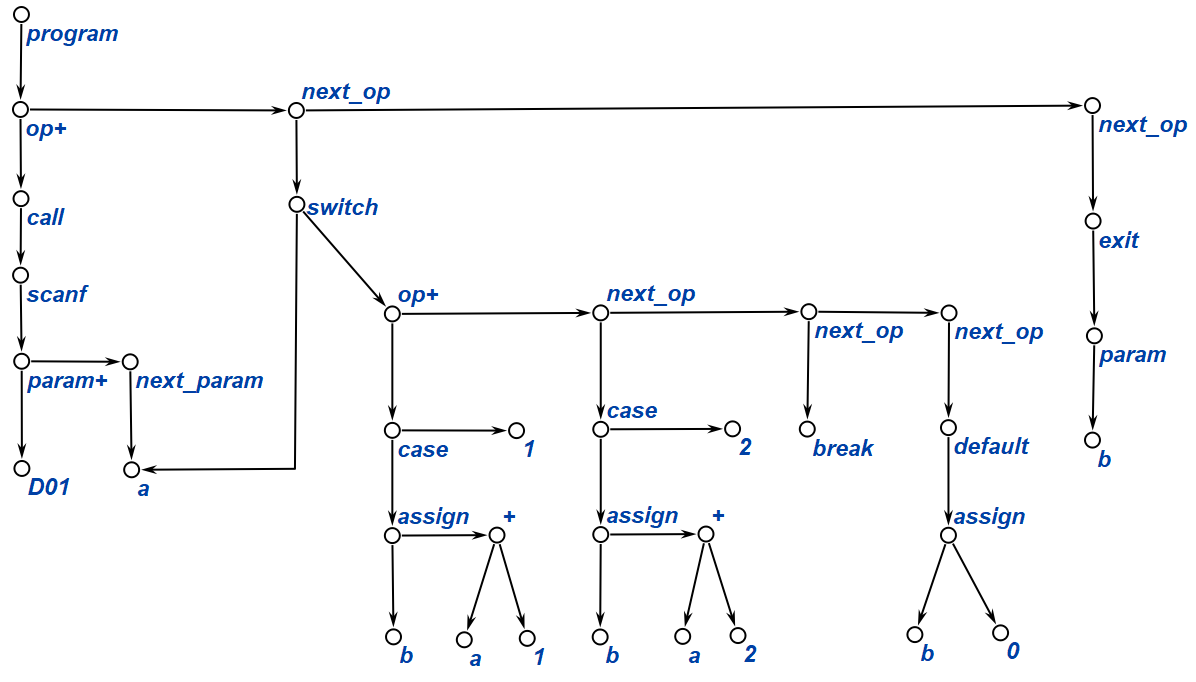 program
next_op
next_op
op+
call
switch
exit
scanf
op+
next_op
next_op
next_op
param
param+
next_param
case
1
case
2
break
default
b
D01
a
assign
+
assign
+
assign
b
a
1
b
a
2
b
0